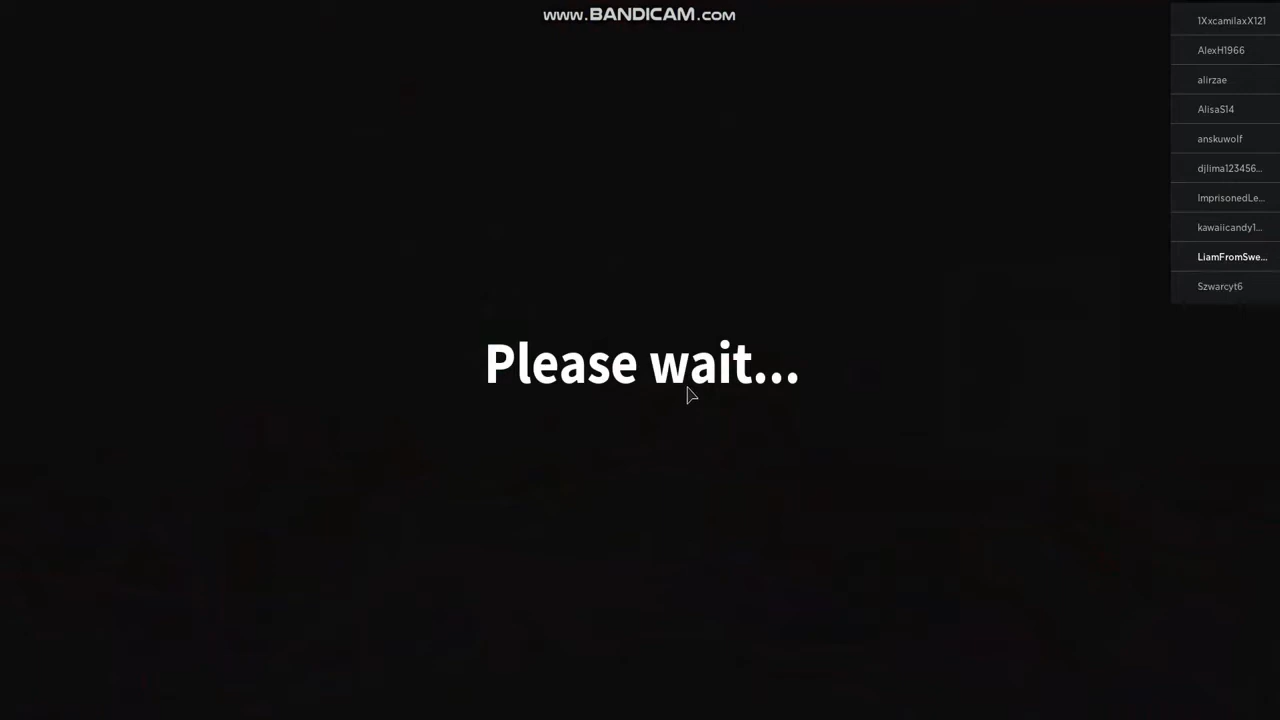 www.BANDICAM.com
1XxcamilaxX121
AlexH1966
alirzae
AlisaS14
anskuwolf
djlima123456...
ImprisonedLe...
kawaiicandy1...
LiamFromSwe...
Szwarcyt6
Please wait...